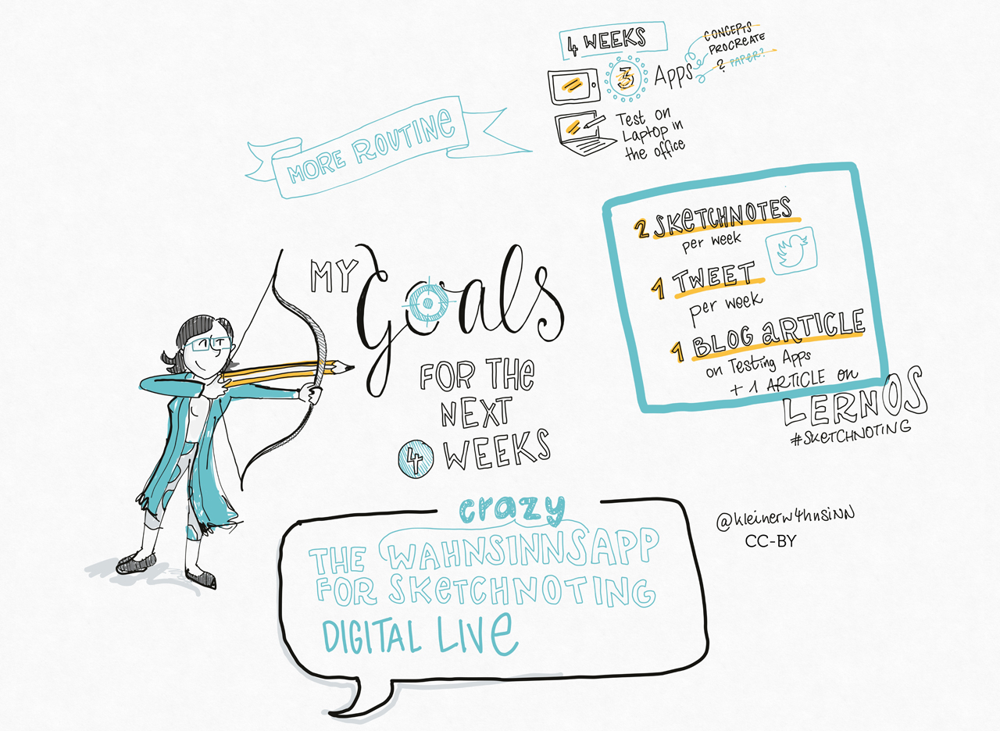 4 WEEKS
3 Apps
CONCEPTS
PROCREATE
? PAPER?
Test on
Laptop in
the office
MORE ROUTINE
MY Goals
FOR THE
NEXT
4 WEEKS
2 SKETCHNOTES
per week
1 TWEET
per week
1 BLOG ARTICLE
on Testing Apps
+ 1 ARTICLE on
LERNOS
#SKETCHNOTING
crazy
THE WAHNSINNSAPP
FOR SKETCHNOTING
DIGITAL LIVE
@kleinerw4hnsinn
CC-BY